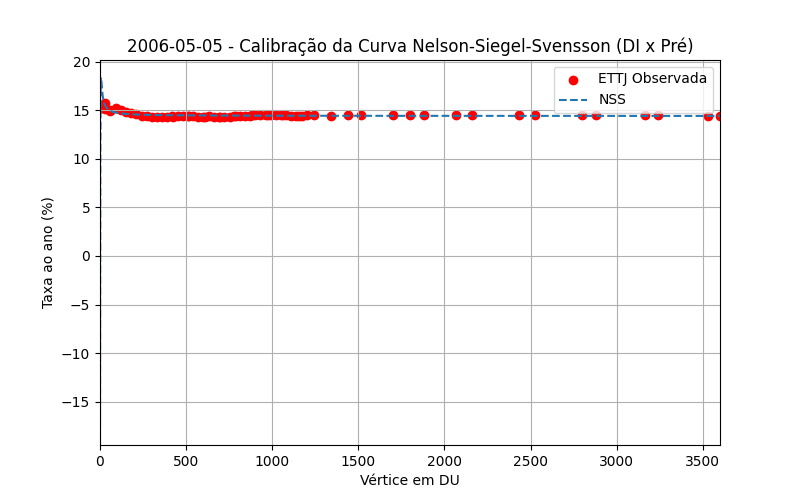 2006-05-05 - Calibração da Curva Nelson-Siegel-Svensson (DI x Pré)
ETTJ Observada
NSS
Taxa ao ano (%)
20
15
10
5
0
−5
−10
−15
0 500 1000 1500 2000 2500 3000 3500
Vértice em DU